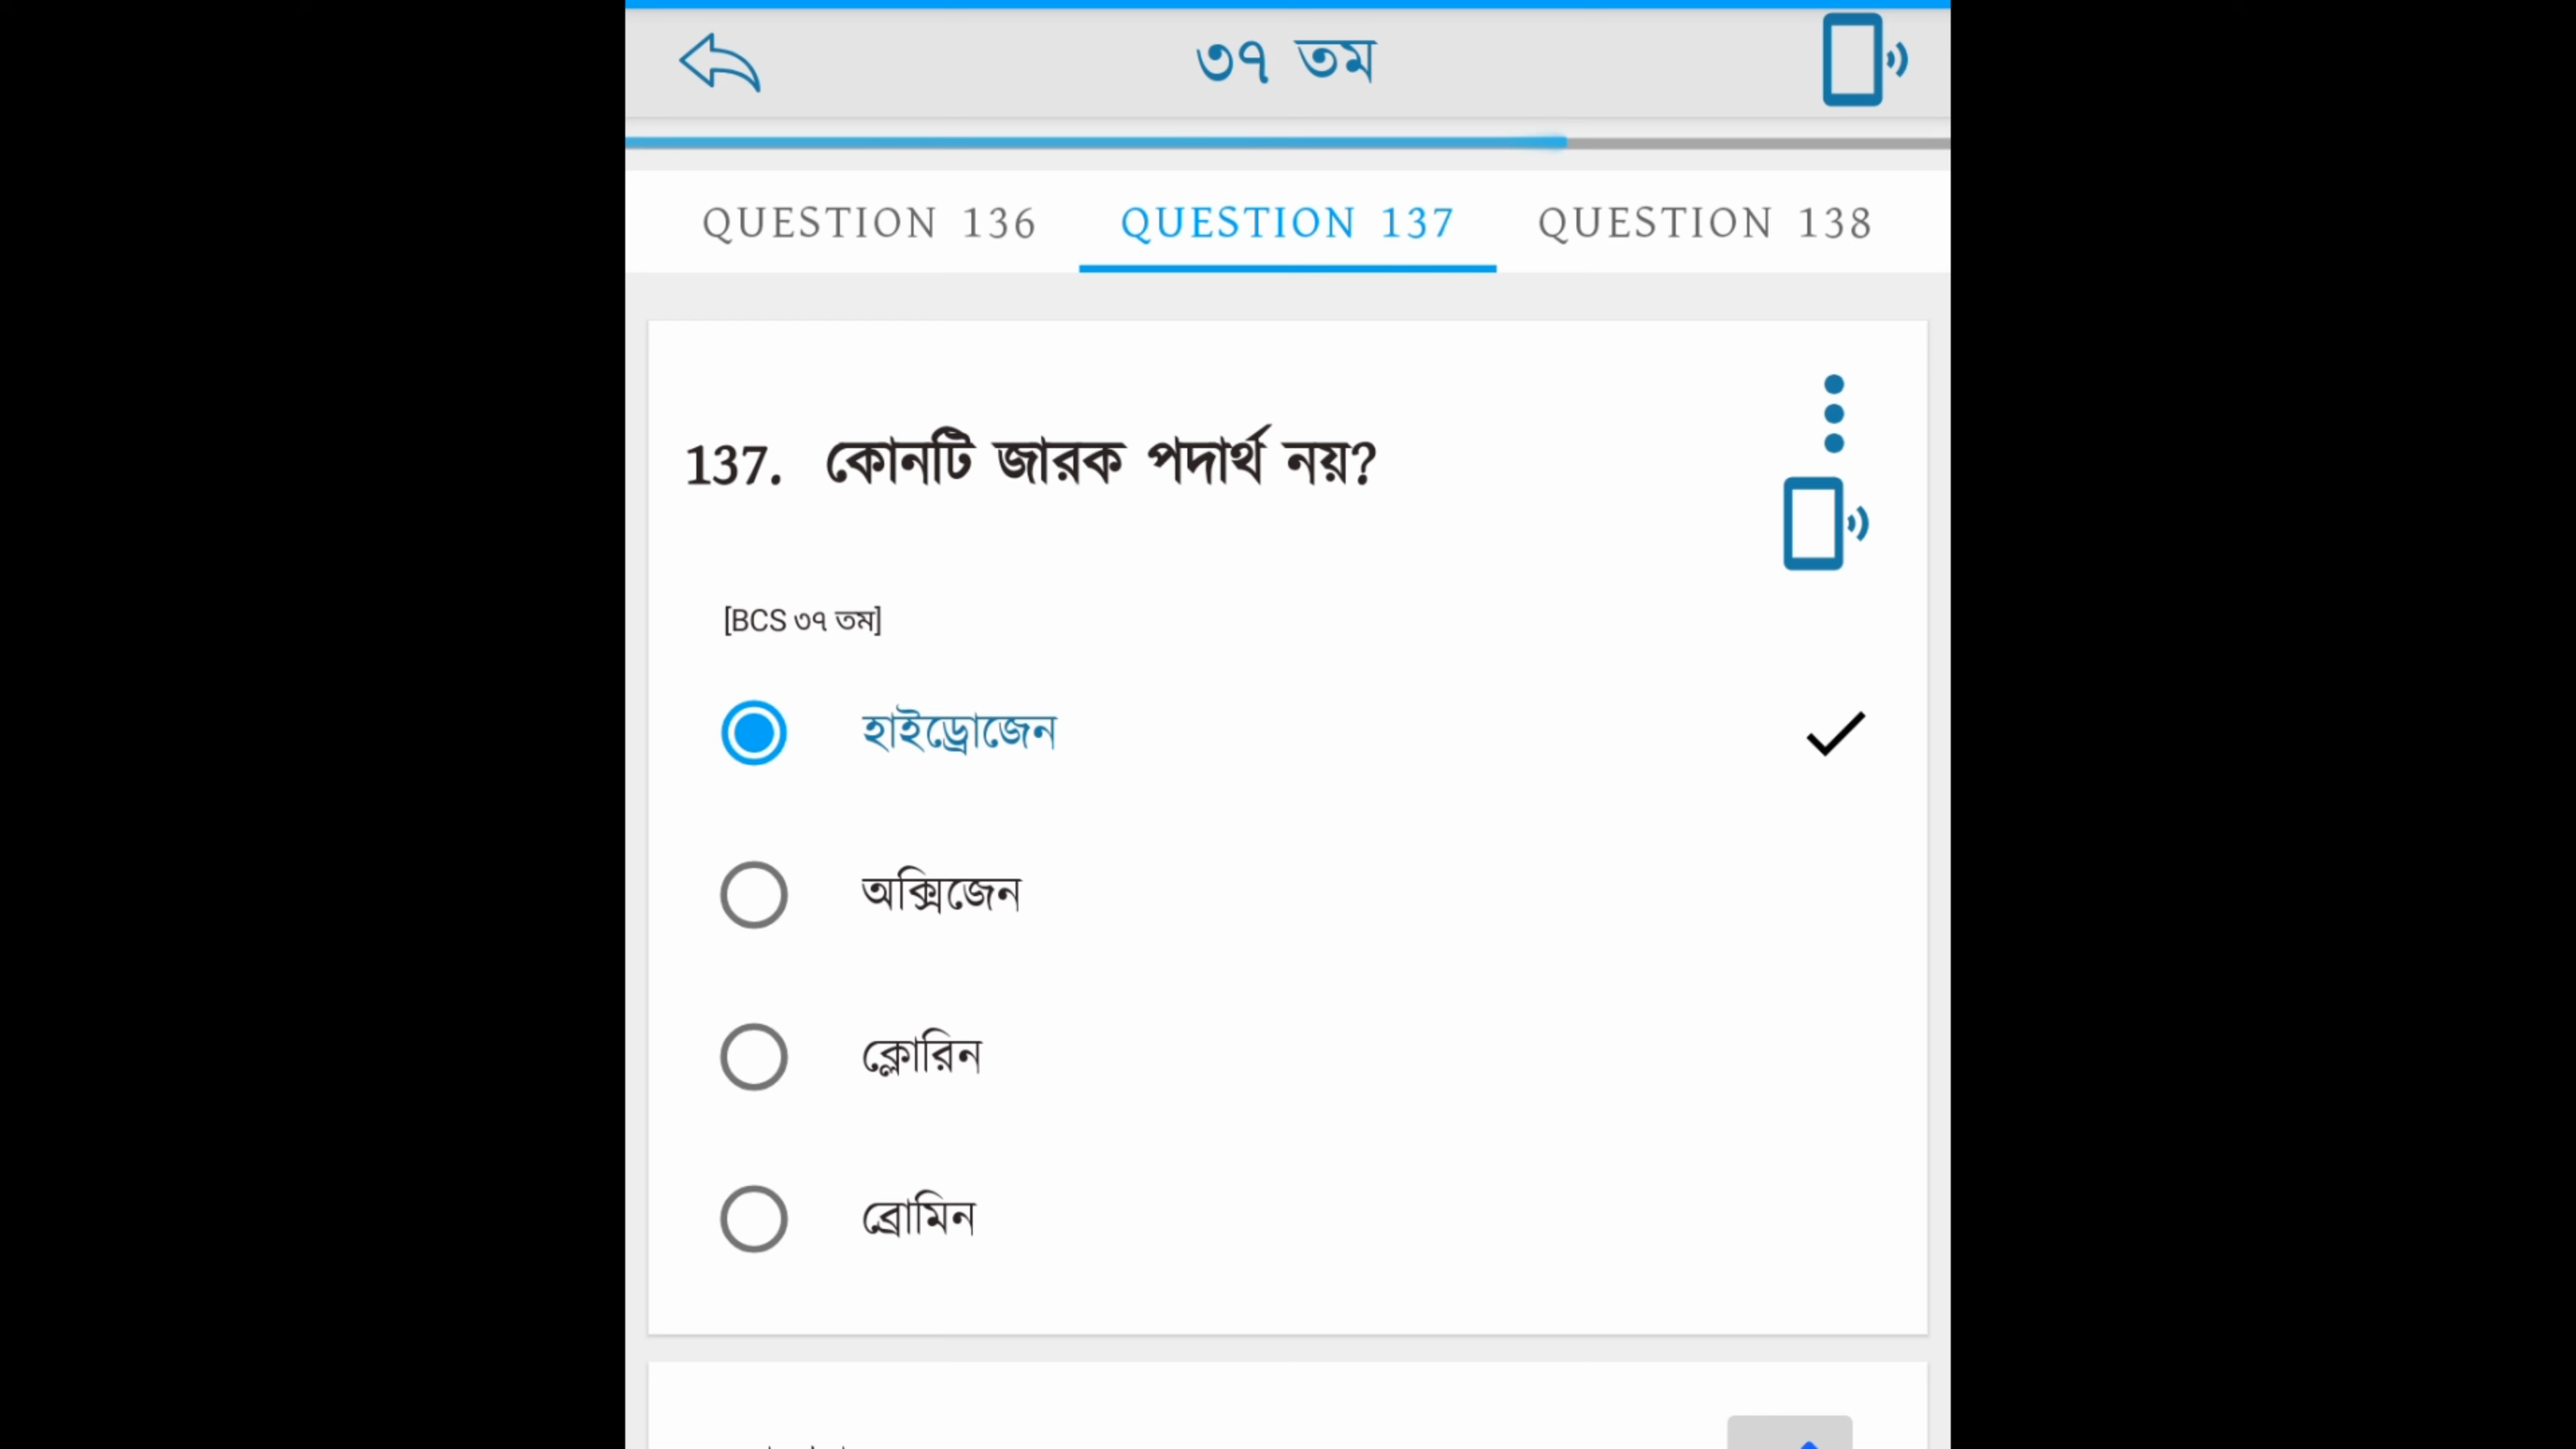 ৩৭ তম
QUESTION 136 QUESTION 137 QUESTION 138
137. কোনটি জারক পদার্থ নয়?
[BCS ৩৭ তম]
হাইড্রোজেন
অক্সিজেন
ক্লোরিন
ব্রোমিন